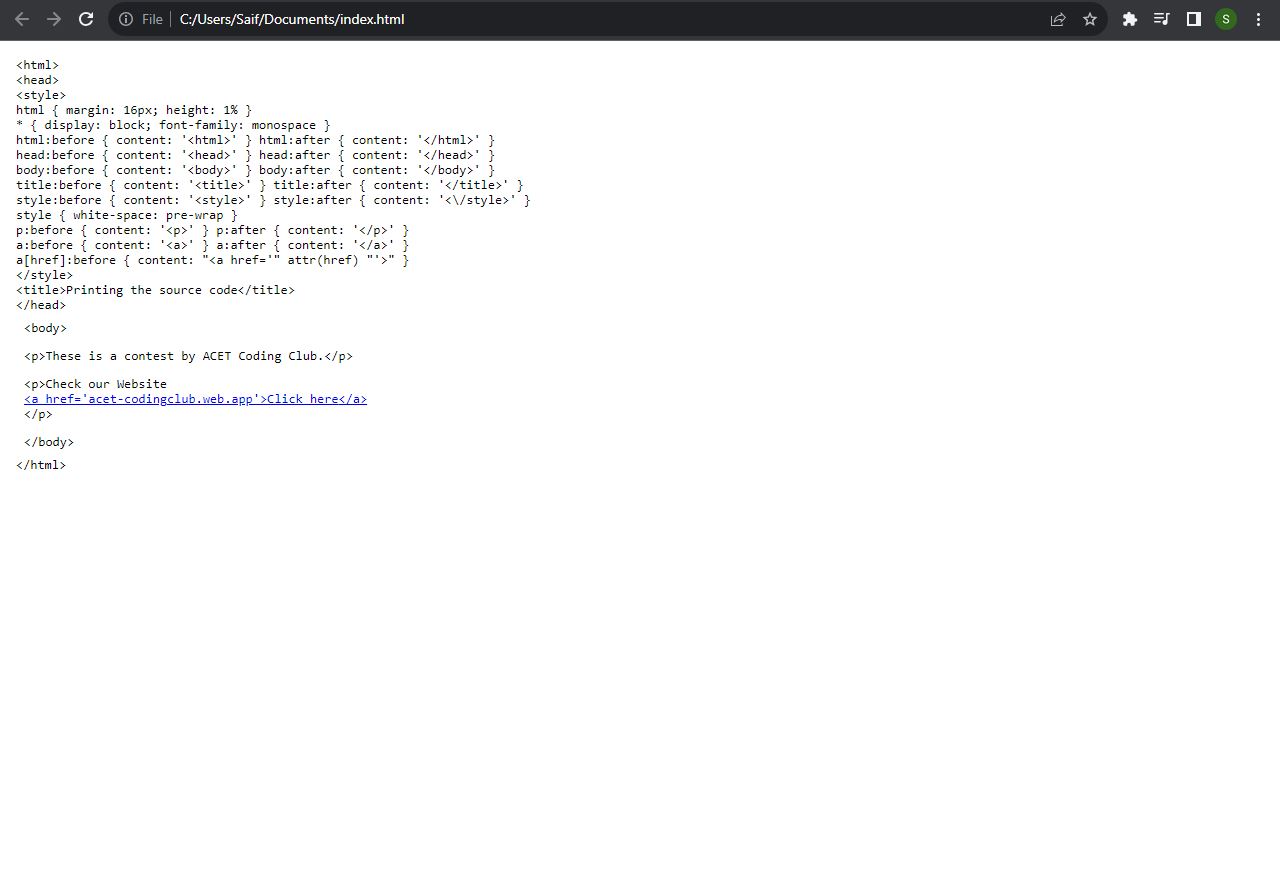 File C:/Users/Saif/Documents/index.html S
<html>
<head>
<style>
html { margin: 16px; height: 1% }
* { display: block; font-family: monospace }
html:before { content: '<html>' } html:after { content: '</html>' }
head:before { content: '<head>' } head:after { content: '</head>' }
body:before { content: '<body>' } body:after { content: '</body>' }
title:before { content: '<title>' } title:after { content: '</title>' }
style:before { content: '<style>' } style:after { content: '<\/style>' }
style { white-space: pre-wrap }
p:before { content: '<p>' } p:after { content: '</p>' }
a:before { content: '<a>' } a:after { content: '</a>' }
a[href]:before { content: "<a href='" attr(href) "'>" }
</style>
<title>Printing the source code</title>
</head>
<body>
<p>These is a contest by ACET Coding Club.</p>
<p>Check our Website
<a href='acet-codingclub.web.app'>Click here</a>
</p>
</body>
</html>